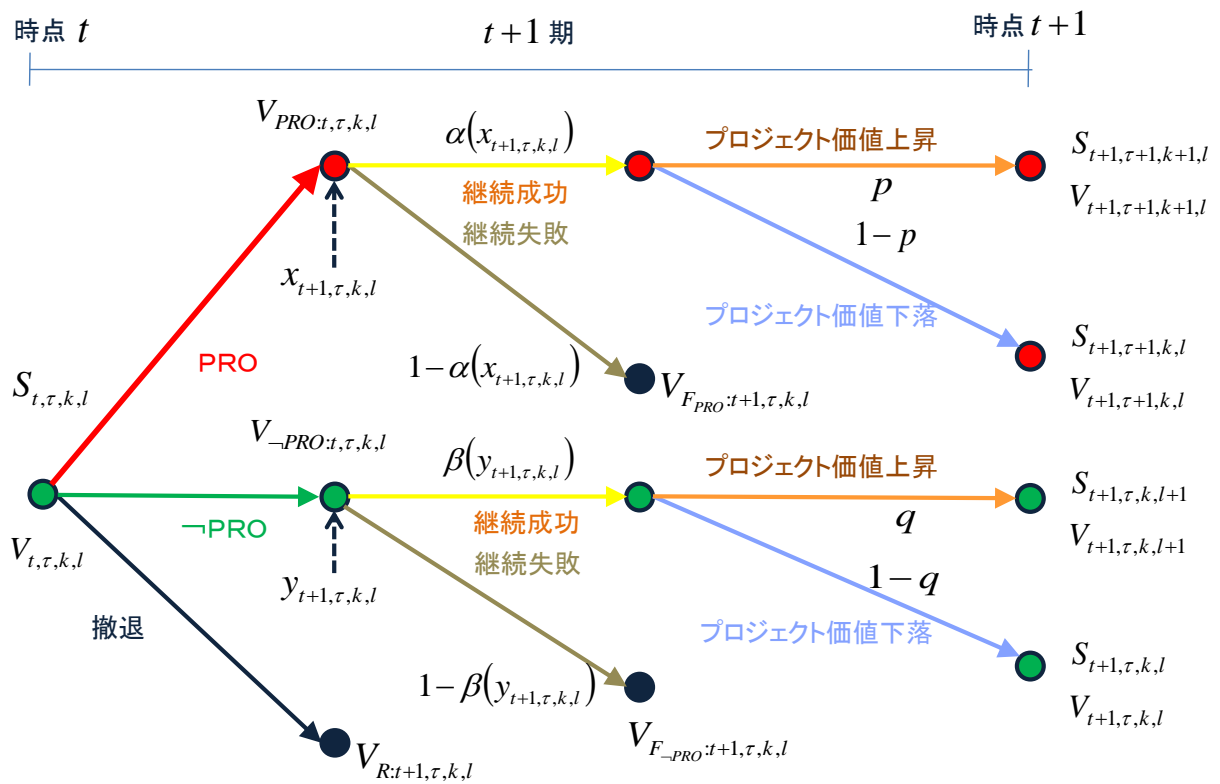 時点 t
t+1 期
時点 t+1
V_{PRO:t,τ,k,l}
α(x_{t+1,τ,k,l})
プロジェクト価値上昇
S_{t+1,τ+1,k+1,l}
継続成功
p
V_{t+1,τ+1,k+1,l}
継続失敗
1−p
x_{t+1,τ,k,l}
プロジェクト価値下落
S_{t+1,τ+1,k,l}
PRO
1−α(x_{t+1,τ,k,l})
V_{F_{PRO}:t+1,τ,k,l}
V_{t+1,τ+1,k,l}
S_{t,τ,k,l}
V_{¬PRO:t,τ,k,l}
β(y_{t+1,τ,k,l})
プロジェクト価値上昇
S_{t+1,τ,k,l+1}
¬PRO
継続成功
q
V_{t+1,τ,k,l+1}
V_{t,τ,k,l}
継続失敗
1−q
y_{t+1,τ,k,l}
撤退
プロジェクト価値下落
S_{t+1,τ,k,l}
1−β(y_{t+1,τ,k,l})
V_{t+1,τ,k,l}
V_{R:t+1,τ,k,l}
V_{F_{¬PRO}:t+1,τ,k,l}